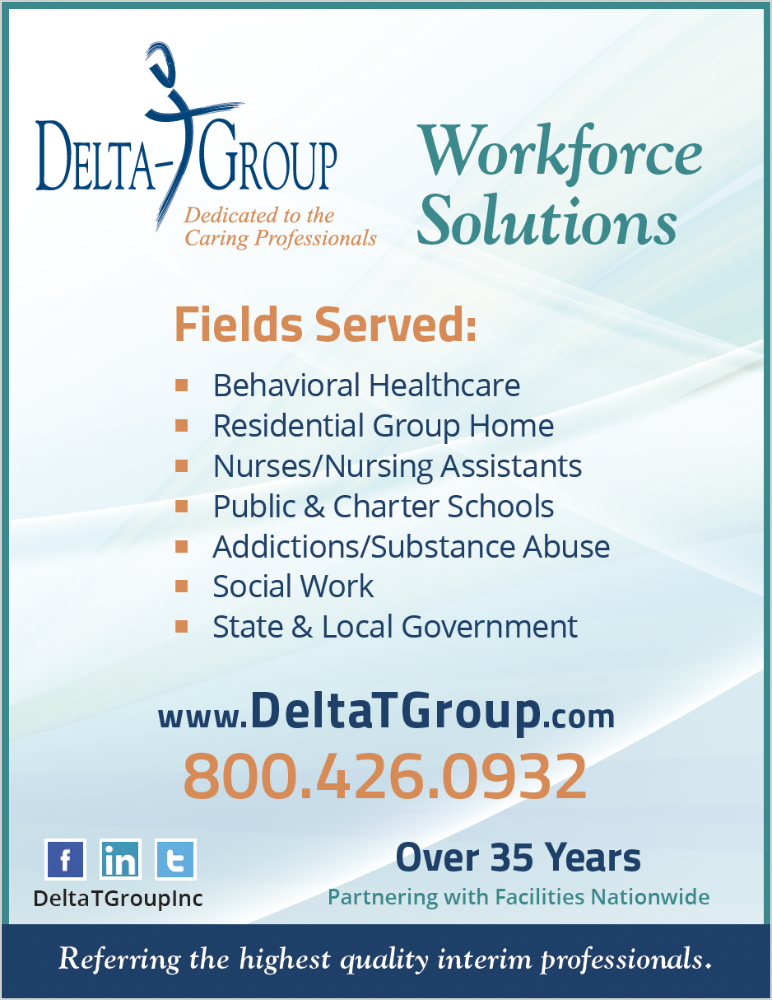 DELTA-T GROUP
Dedicated to the
Caring Professionals
Workforce
Solutions
Fields Served:
Behavioral Healthcare
Residential Group Home
Nurses/Nursing Assistants
Public & Charter Schools
Addictions/Substance Abuse
Social Work
State & Local Government
www.DeltaTGroup.com
800.426.0932
f in t
DeltaTGroupInc
Over 35 Years
Partnering with Facilities Nationwide
Referring the highest quality interim professionals.